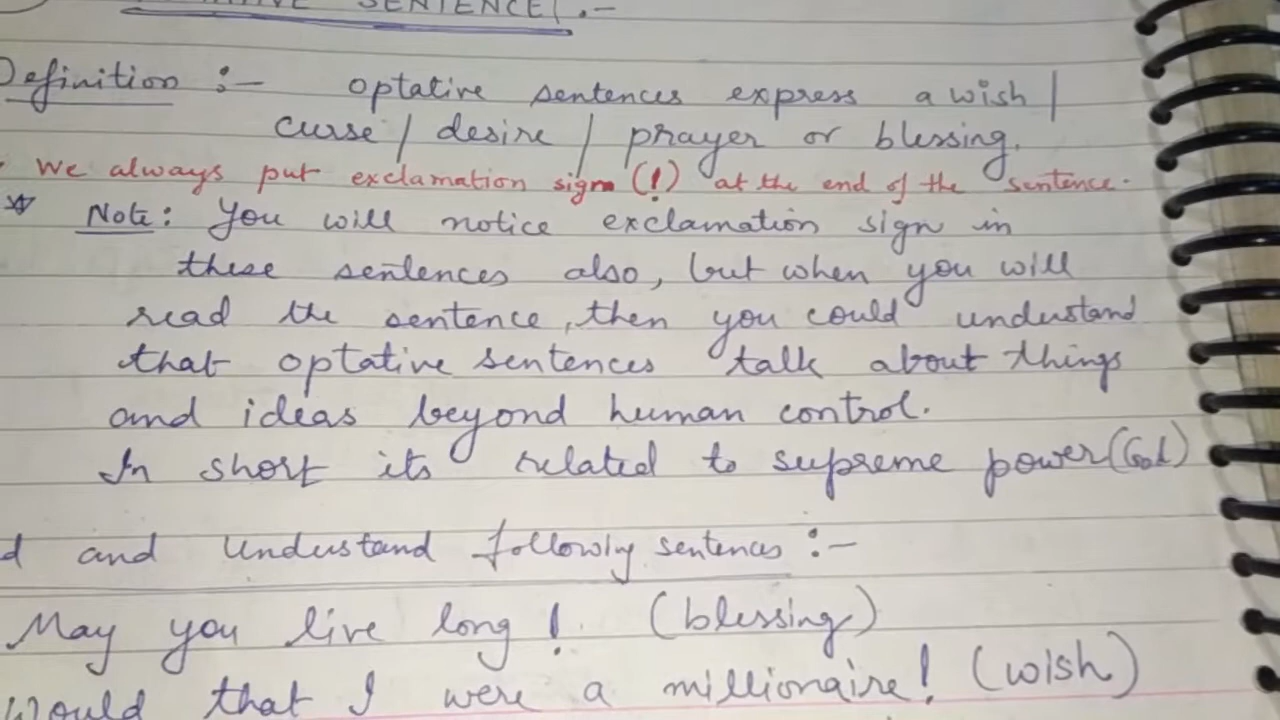 SENTENCE/.-
Definition :- Optative sentences express a wish/
curse/ desire / prayer or blessing.
We always put exclamation sign (!) at the end of the sentence.
Note: You will notice exclamation sign in
these sentences also, but when you will
read the sentence, then you could understand
that optative sentences talk about things
and ideas beyond human control.
In short its related to supreme power (God)
and understand following sentences :-
May you live long ! (blessing)
Would that I were a millionaire! (wish)